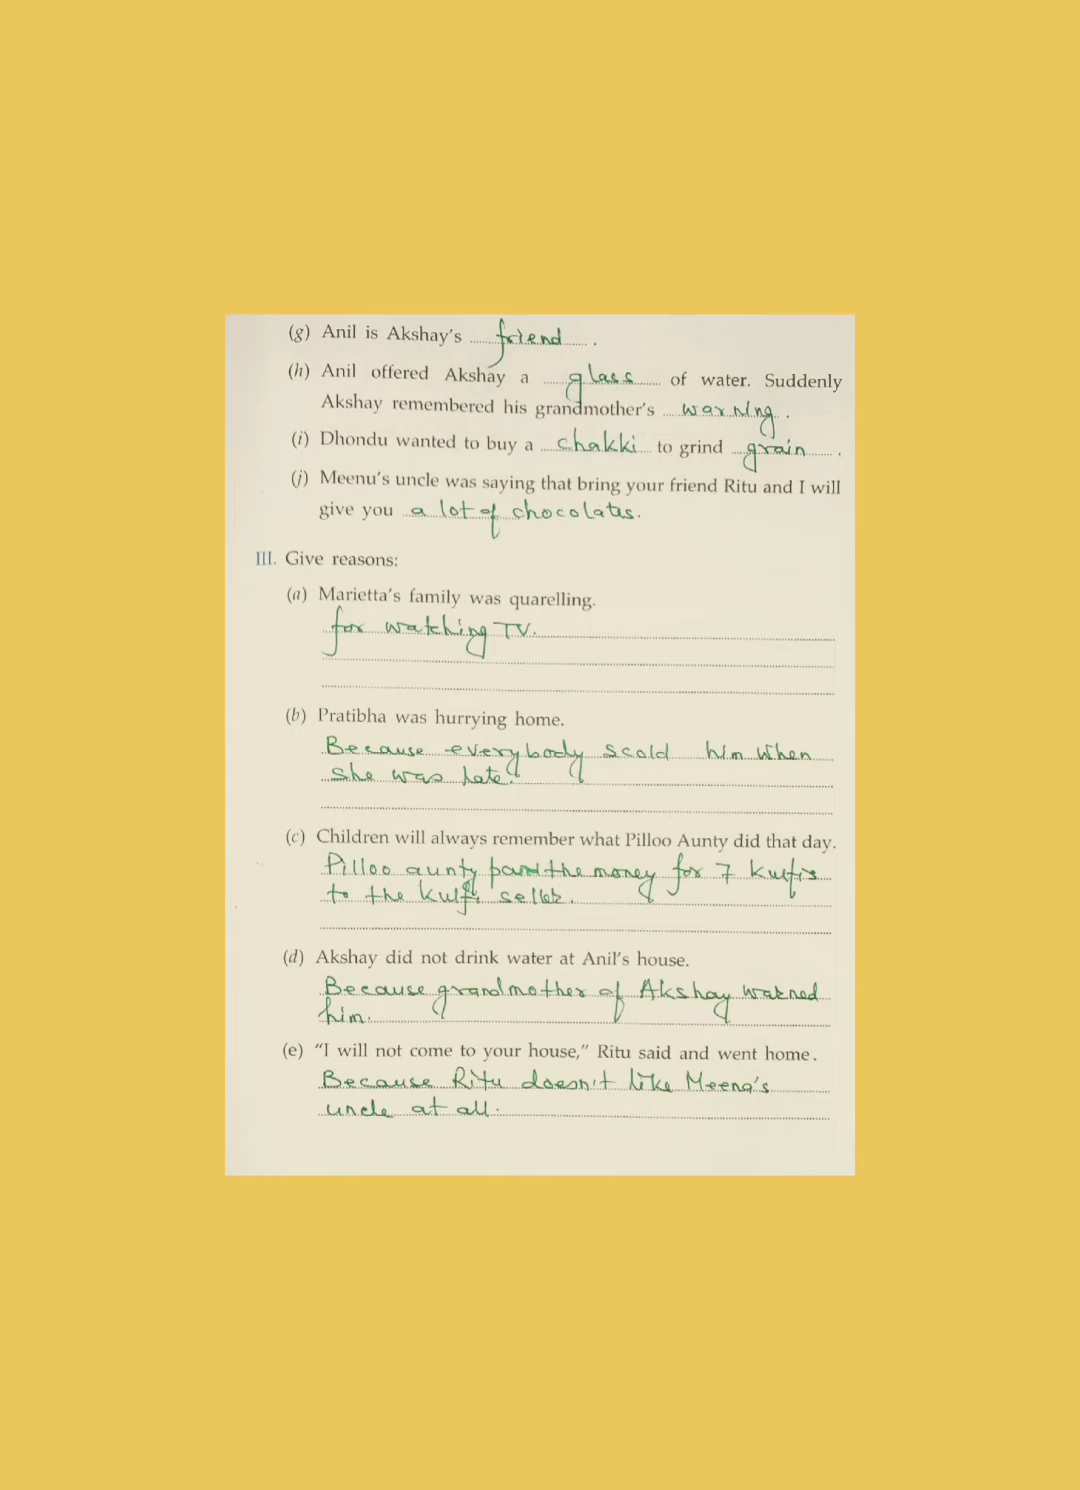 (g) Anil is Akshay's friend.
(h) Anil offered Akshay a glass of water. Suddenly
Akshay remembered his grandmother's warning.
(i) Dhondu wanted to buy a chakki to grind grain.
(j) Meenu's uncle was saying that bring your friend Ritu and I will
give you a lot of chocolates.
III. Give reasons:
(a) Marietta's family was quarelling.
for watching TV.
(b) Pratibha was hurrying home.
Because everybody scold him when
she was late.
(c) Children will always remember what Pilloo Aunty did that day.
Pilloo aunty the money for 7 Kulfis
to the kulfi seller.
(d) Akshay did not drink water at Anil's house.
Because grandmother of Akshay warned
him.
(e) "I will not come to your house," Ritu said and went home.
Because Ritu doesn't like Meena's
uncle at all.